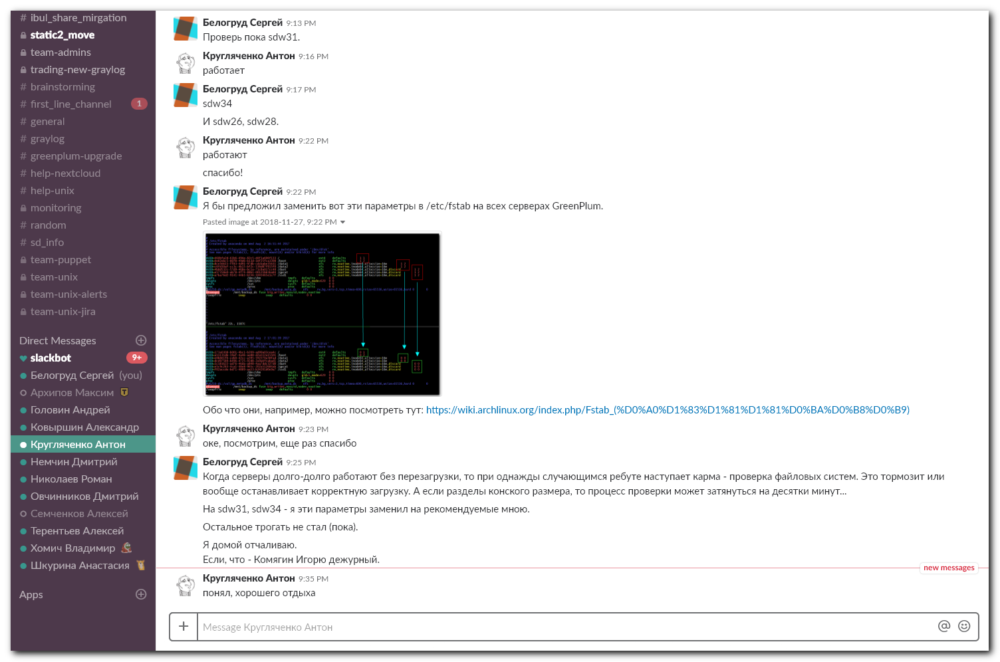 # ibul_share_mirgation
static2_move
team-admins
trading-new-graylog
# brainstorming
# first_line_channel 1
# general
# graylog
# greenplum-upgrade
# help-nextcloud
# help-unix
monitoring
# random
# sd_info
team-puppet
team-unix
team-unix-alerts
team-unix-jira
Direct Messages
slackbot 9+
Белогруд Сергей (you)
Архипов Максим
Головин Андрей
Ковыршин Александр
Кругляченко Антон
Немчин Дмитрий
Николаев Роман
Овчинников Дмитрий
Семченков Алексей
Терентьев Алексей
Хомич Владимир
Шкурина Анастасия
Apps
Белогруд Сергей 9:13 PM
Проверь пока sdw31.
Кругляченко Антон 9:16 PM
работает
Белогруд Сергей 9:17 PM
sdw34
И sdw26, sdw28.
Кругляченко Антон 9:22 PM
работают
спасибо!
Белогруд Сергей 9:22 PM
Я бы предложил заменить вот эти параметры в /etc/fstab на всех серверах GreenPlum.
Pasted image at 2018-11-27, 9:22 PM
Обо что они, например, можно посмотреть тут: https://wiki.archlinux.org/index.php/Fstab_(%D0%A0%D1%83%D1%81%D1%81%D0%BA%D0%B8%D0%B9)
Кругляченко Антон 9:23 PM
оке, посмотрим, еще раз спасибо
Белогруд Сергей 9:25 PM
Когда серверы долго-долго работают без перезагрузки, то при однажды случающимся ребуте наступает карма - проверка файловых систем. Это тормозит или
вообще останавливает корректную загрузку. А если разделы конского размера, то процесс проверки может затянуться на десятки минут...
На sdw31, sdw34 - я эти параметры заменил на рекомендуемые мною.
Остальное трогать не стал (пока).
Я домой отчаливаю.
Если, что - Комягин Игорю дежурный.
new messages
Кругляченко Антон 9:35 PM
понял, хорошего отдыха
Message Кругляченко Антон